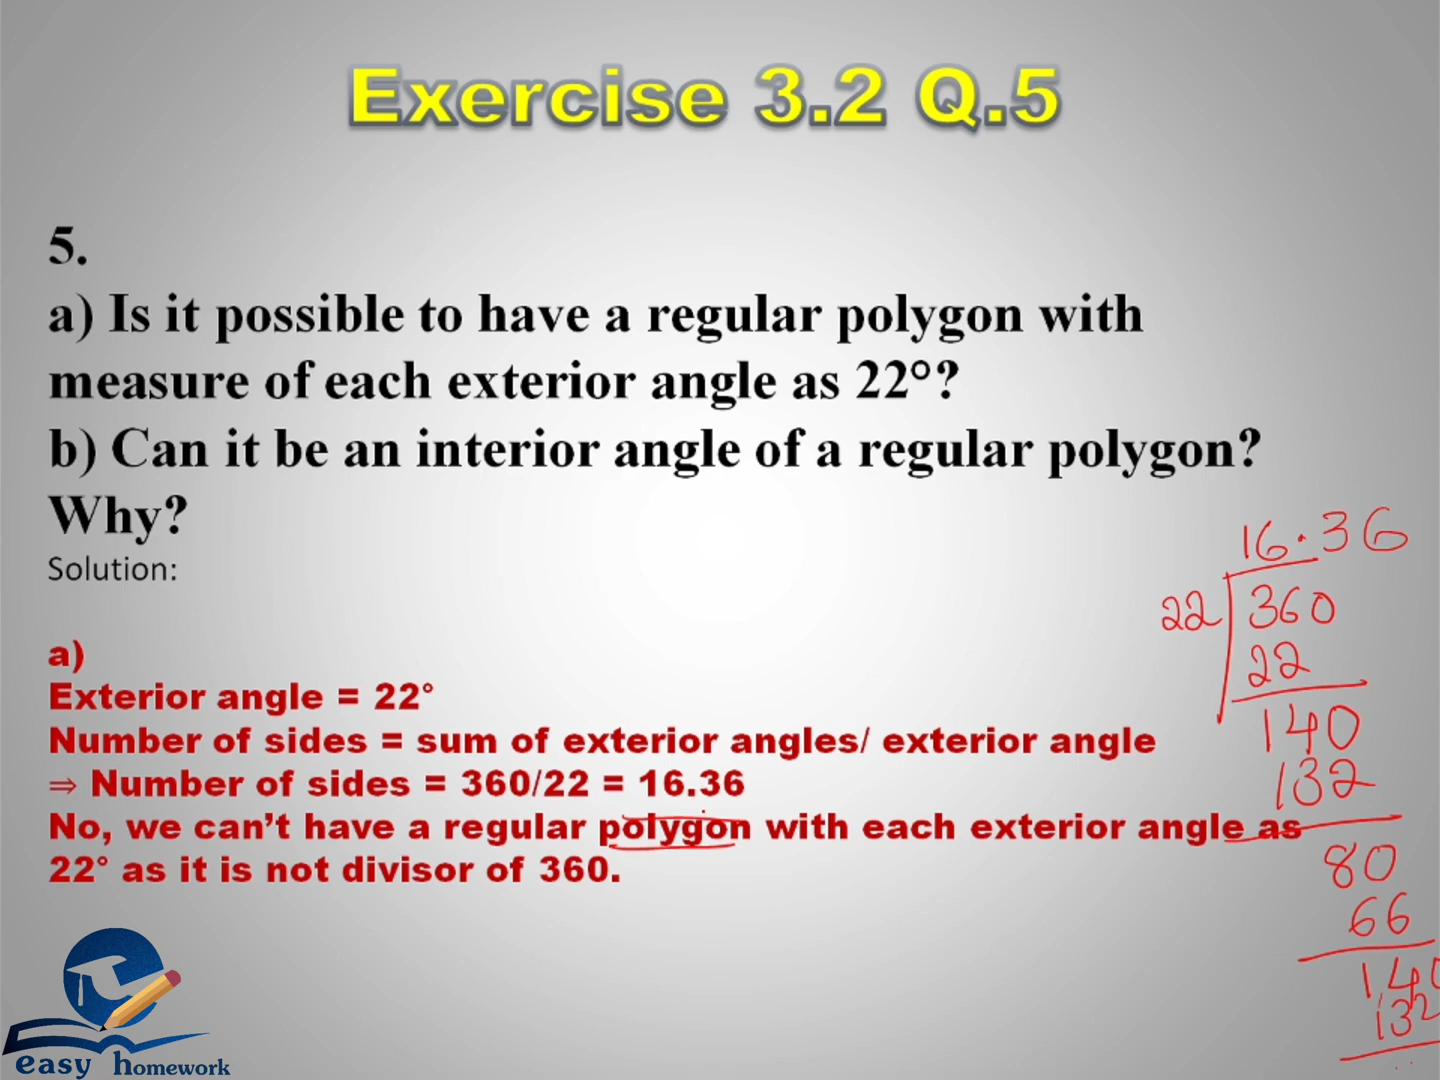 Exercise 3.2 Q.5
5.
a) Is it possible to have a regular polygon with
measure of each exterior angle as 22°?
b) Can it be an interior angle of a regular polygon?
Why?
Solution:
a)
Exterior angle = 22°
Number of sides = sum of exterior angles/ exterior angle
⇒ Number of sides = 360/22 = 16.36
No, we can't have a regular polygon with each exterior angle as
22° as it is not divisor of 360.
16.36
22 360
22
140
132
80
66
140
132
easy homework